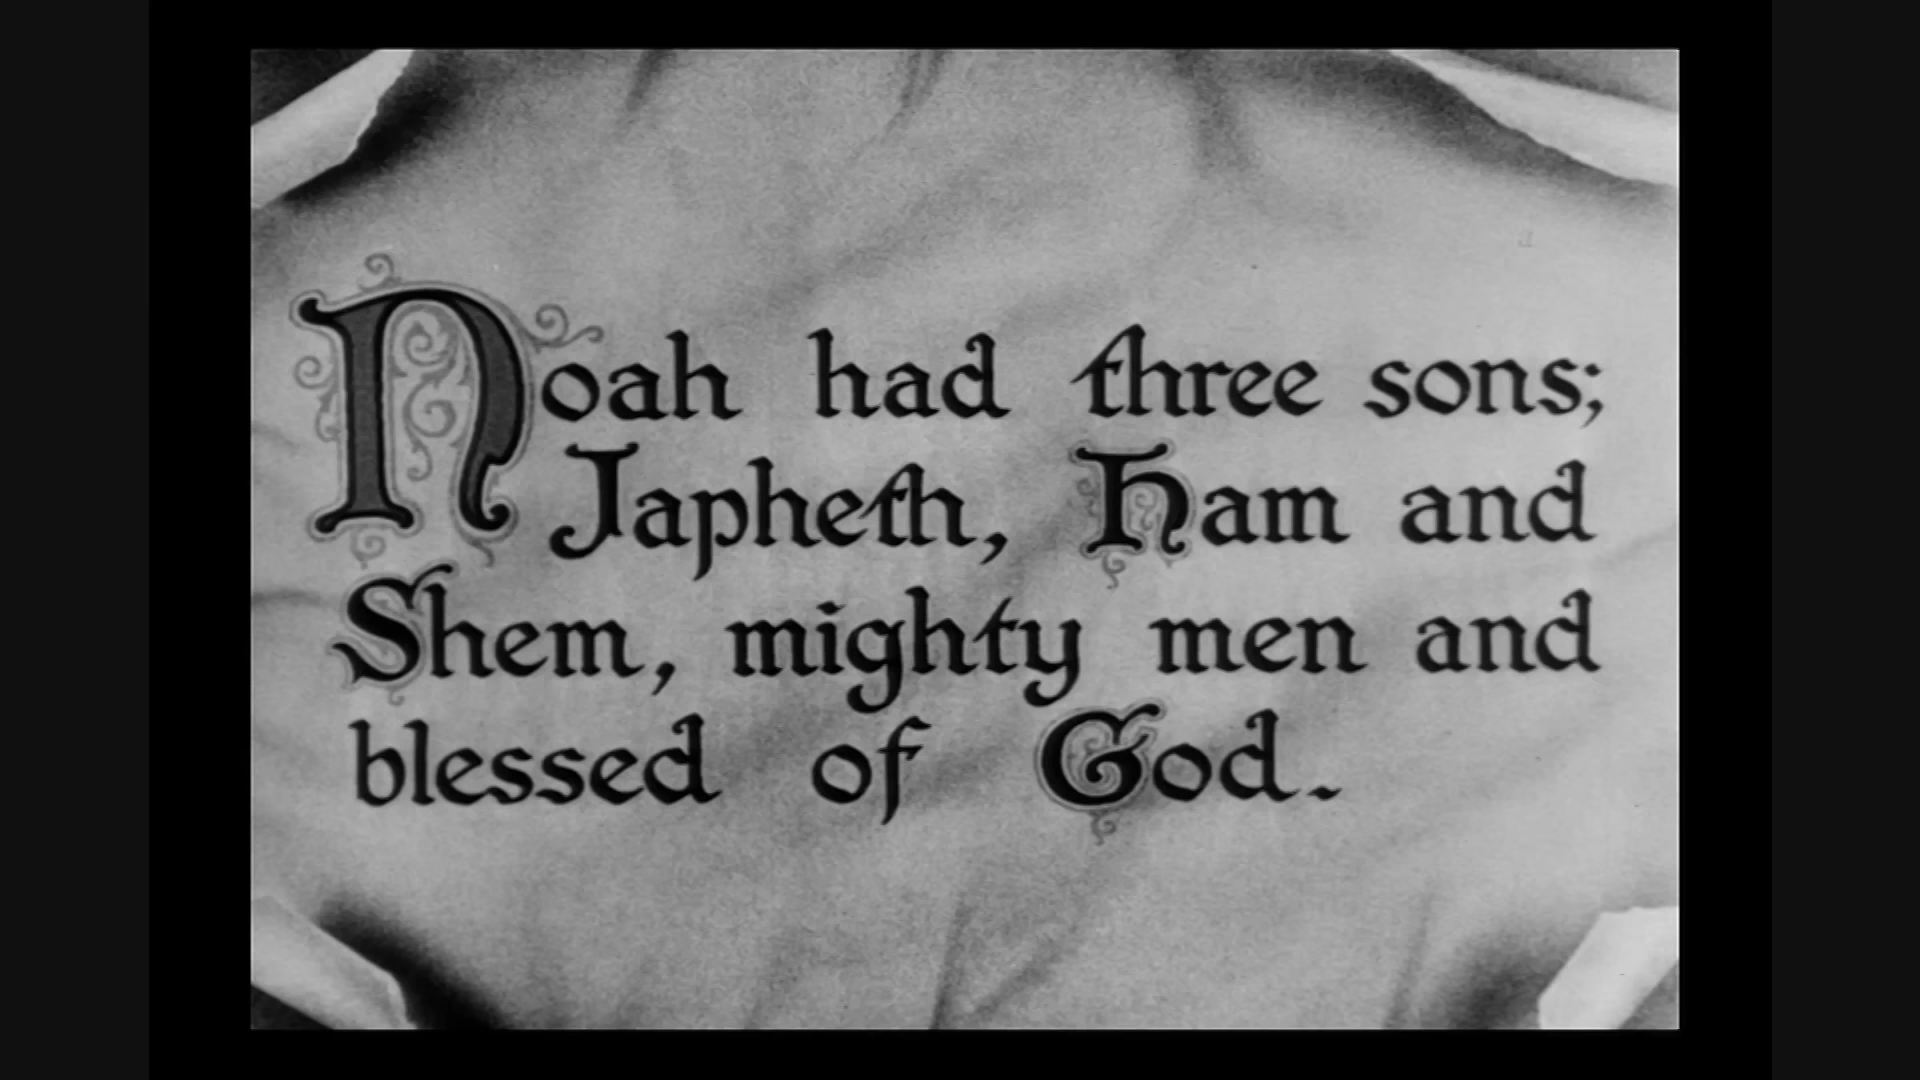 Noah had three sons;
Japheth, Ham and
Shem, mighty men and
blessed of God.